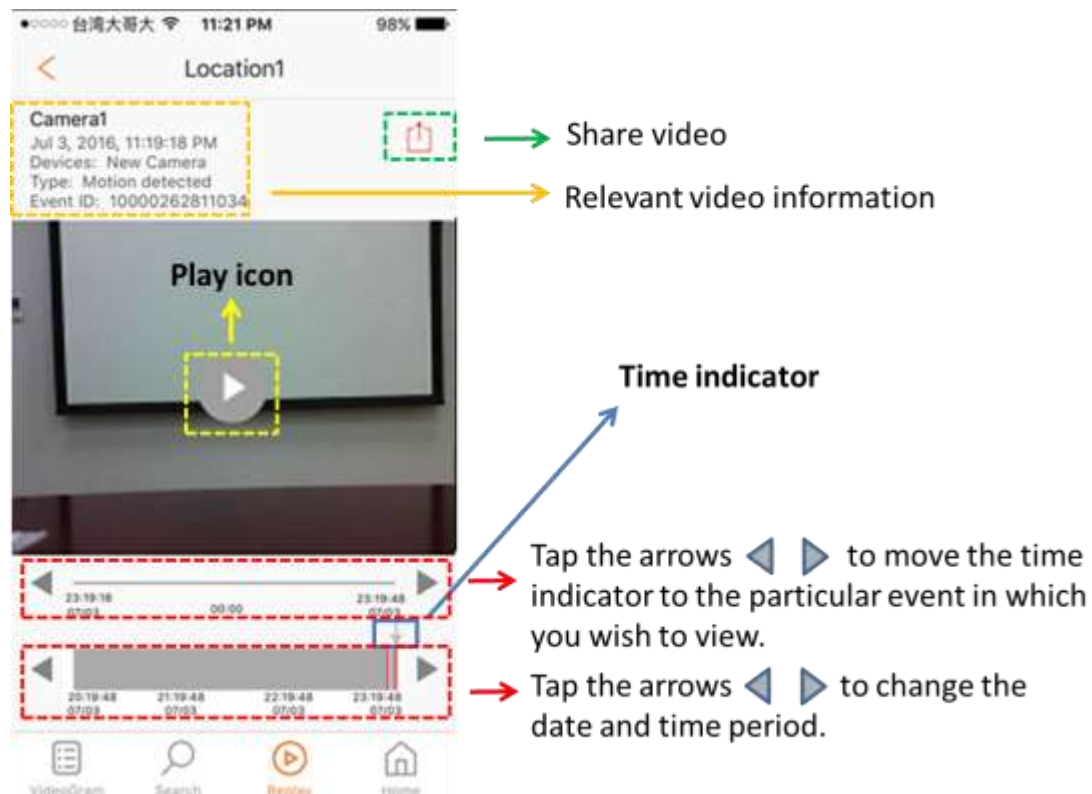 台湾大哥大 11:21 PM 98%
Location1
Camera1
Jul 3, 2016, 11:19:18 PM
Devices: New Camera
Type: Motion detected
Event ID: 10000262811034
Share video
Relevant video information
Play icon
Time indicator
23:19:18
07/03
00:00
23:19:48
07/03
Tap the arrows to move the time
indicator to the particular event in which
you wish to view.
20:19:48
07/03
21:19:48
07/03
22:19:48
07/03
23:19:48
07/03
Tap the arrows to change the
date and time period.
VideoGram Search Replay Home